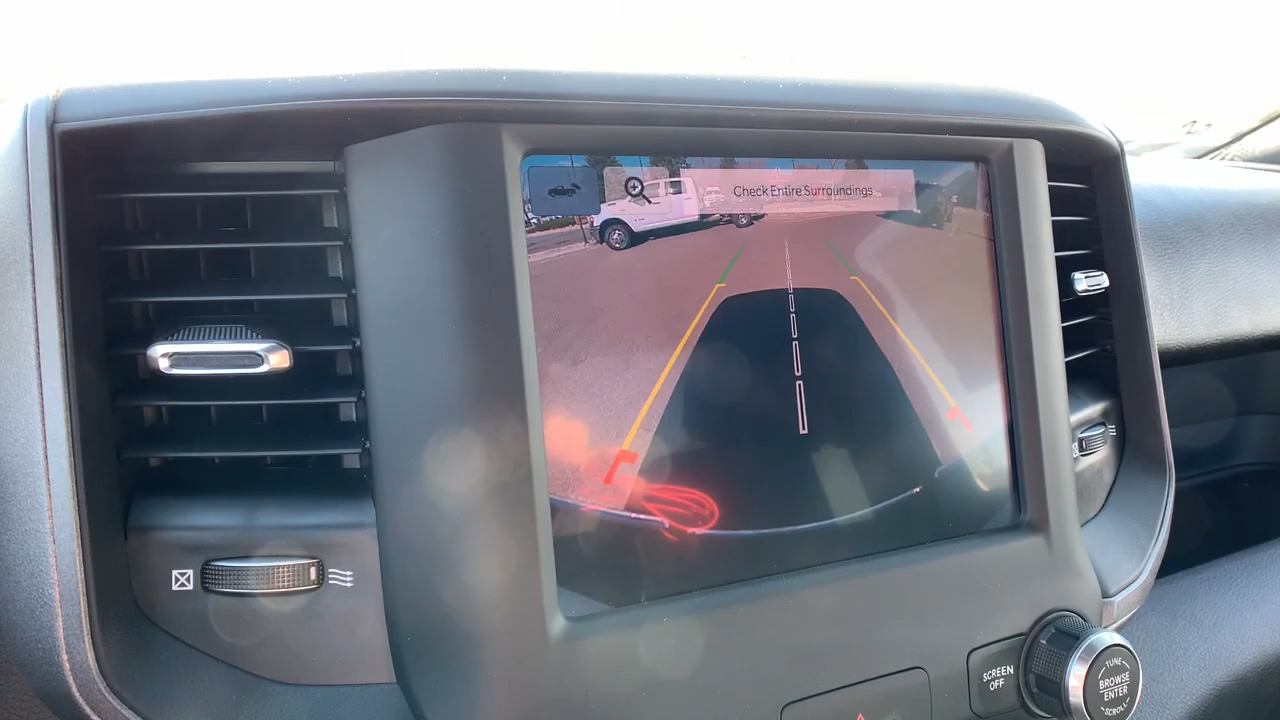 Check Entire Surroundings
SCREEN
OFF
TUNE
BROWSE
ENTER
SCROLL